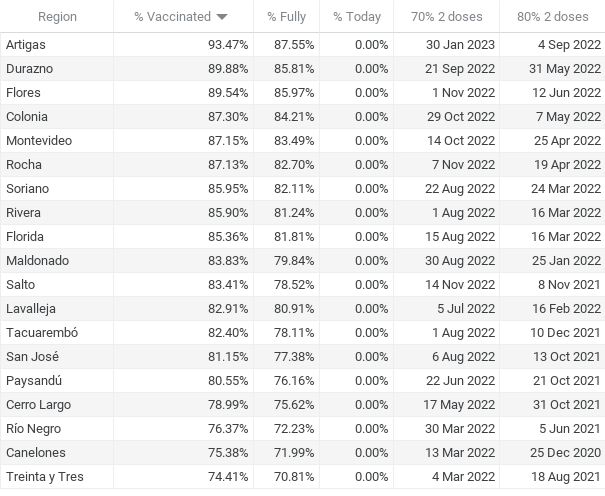 Region % Vaccinated % Fully % Today 70% 2 doses 80% 2 doses
Artigas 93.47% 87.55% 0.00% 30 Jan 2023 4 Sep 2022
Durazno 89.88% 85.81% 0.00% 21 Sep 2022 31 May 2022
Flores 89.54% 85.97% 0.00% 1 Nov 2022 12 Jun 2022
Colonia 87.30% 84.21% 0.00% 29 Oct 2022 7 May 2022
Montevideo 87.15% 83.49% 0.00% 14 Oct 2022 25 Apr 2022
Rocha 87.13% 82.70% 0.00% 7 Nov 2022 19 Apr 2022
Soriano 85.95% 82.11% 0.00% 22 Aug 2022 24 Mar 2022
Rivera 85.90% 81.24% 0.00% 1 Aug 2022 16 Mar 2022
Florida 85.36% 81.81% 0.00% 15 Aug 2022 16 Mar 2022
Maldonado 83.83% 79.84% 0.00% 30 Aug 2022 25 Jan 2022
Salto 83.41% 78.52% 0.00% 14 Nov 2022 8 Nov 2021
Lavalleja 82.91% 80.91% 0.00% 5 Jul 2022 16 Feb 2022
Tacuarembó 82.40% 78.11% 0.00% 1 Aug 2022 10 Dec 2021
San José 81.15% 77.38% 0.00% 6 Aug 2022 13 Oct 2021
Paysandú 80.55% 76.16% 0.00% 22 Jun 2022 21 Oct 2021
Cerro Largo 78.99% 75.62% 0.00% 17 May 2022 31 Oct 2021
Río Negro 76.37% 72.23% 0.00% 30 Mar 2022 5 Jun 2021
Canelones 75.38% 71.99% 0.00% 13 Mar 2022 25 Dec 2020
Treinta y Tres 74.41% 70.81% 0.00% 4 Mar 2022 18 Aug 2021